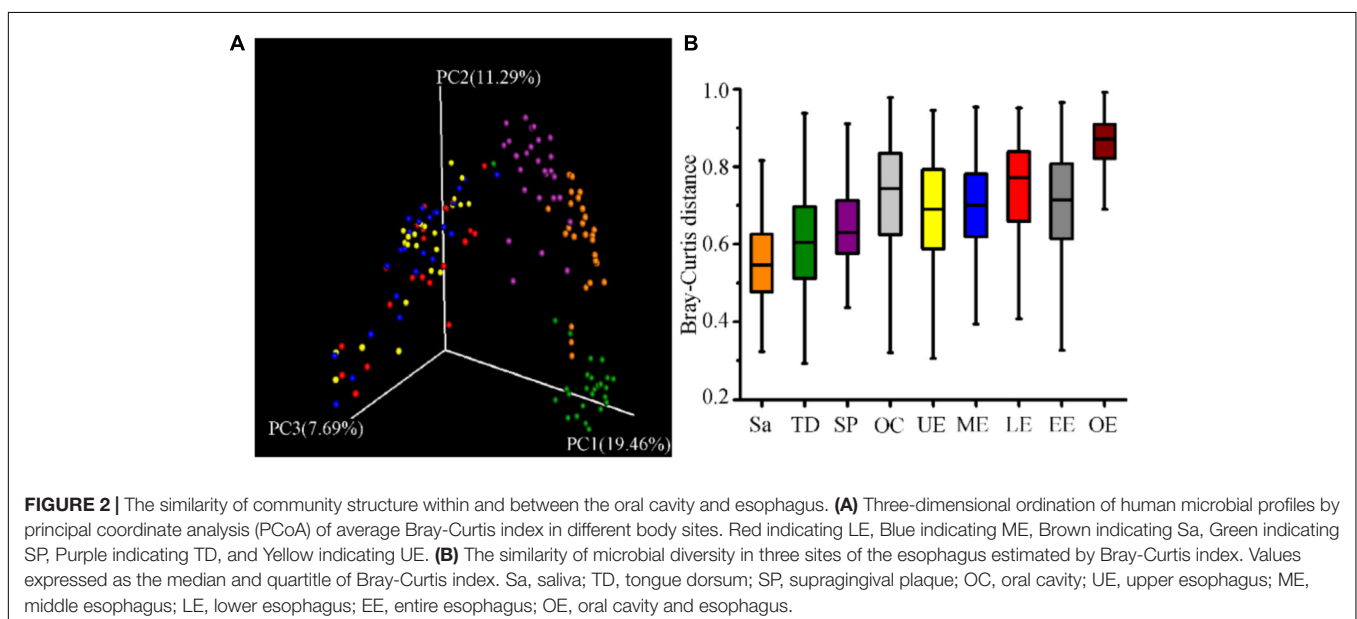 A
B
PC2(11.29%)
PC3(7.69%)
PC1(19.46%)
Bray-Curtis distance
1.0
0.8
0.6
0.4
0.2
Sa TD SP OC UE ME LE EE OE
FIGURE 2 | The similarity of community structure within and between the oral cavity and esophagus. (A) Three-dimensional ordination of human microbial profiles by
principal coordinate analysis (PCoA) of average Bray-Curtis index in different body sites. Red indicating LE, Blue indicating ME, Brown indicating Sa, Green indicating
SP, Purple indicating TD, and Yellow indicating UE. (B) The similarity of microbial diversity in three sites of the esophagus estimated by Bray-Curtis index. Values
expressed as the median and quartitle of Bray-Curtis index. Sa, saliva; TD, tongue dorsum; SP, supragingival plaque; OC, oral cavity; UE, upper esophagus; ME,
middle esophagus; LE, lower esophagus; EE, entire esophagus; OE, oral cavity and esophagus.